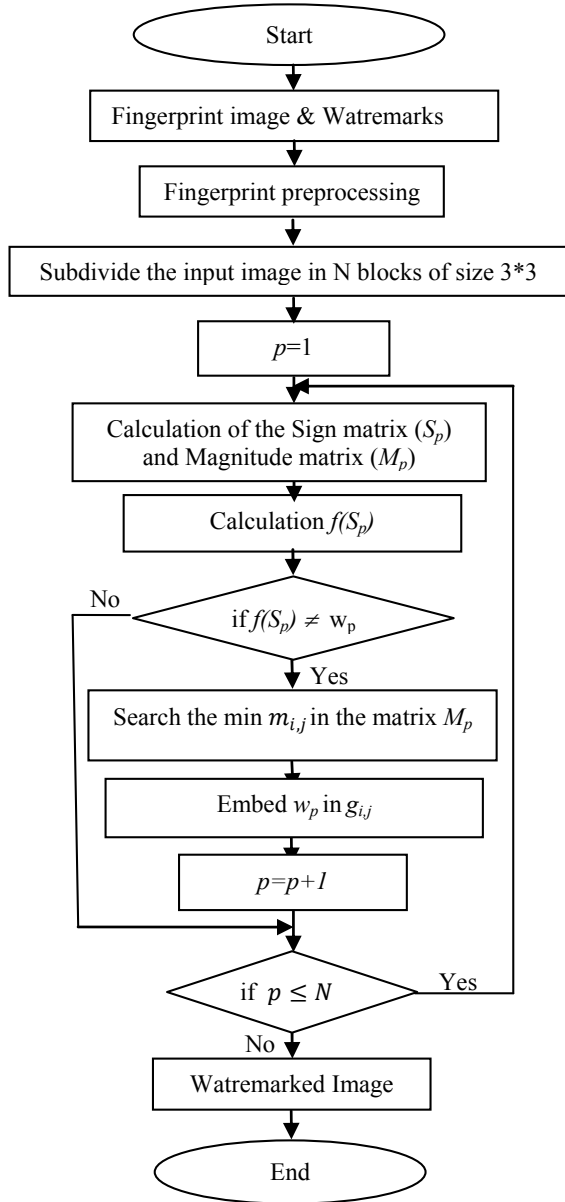 Start
Fingerprint image & Watremarks
Fingerprint preprocessing
Subdivide the input image in N blocks of size 3*3
p=1
Calculation of the Sign matrix (Sp)
and Magnitude matrix (Mp)
Calculation f(Sp)
No
if f(Sp) ≠ wp
Yes
Search the min mi,j in the matrix Mp
Embed wp in gi,j
p=p+1
if p ≤ N
Yes
No
Watremarked Image
End